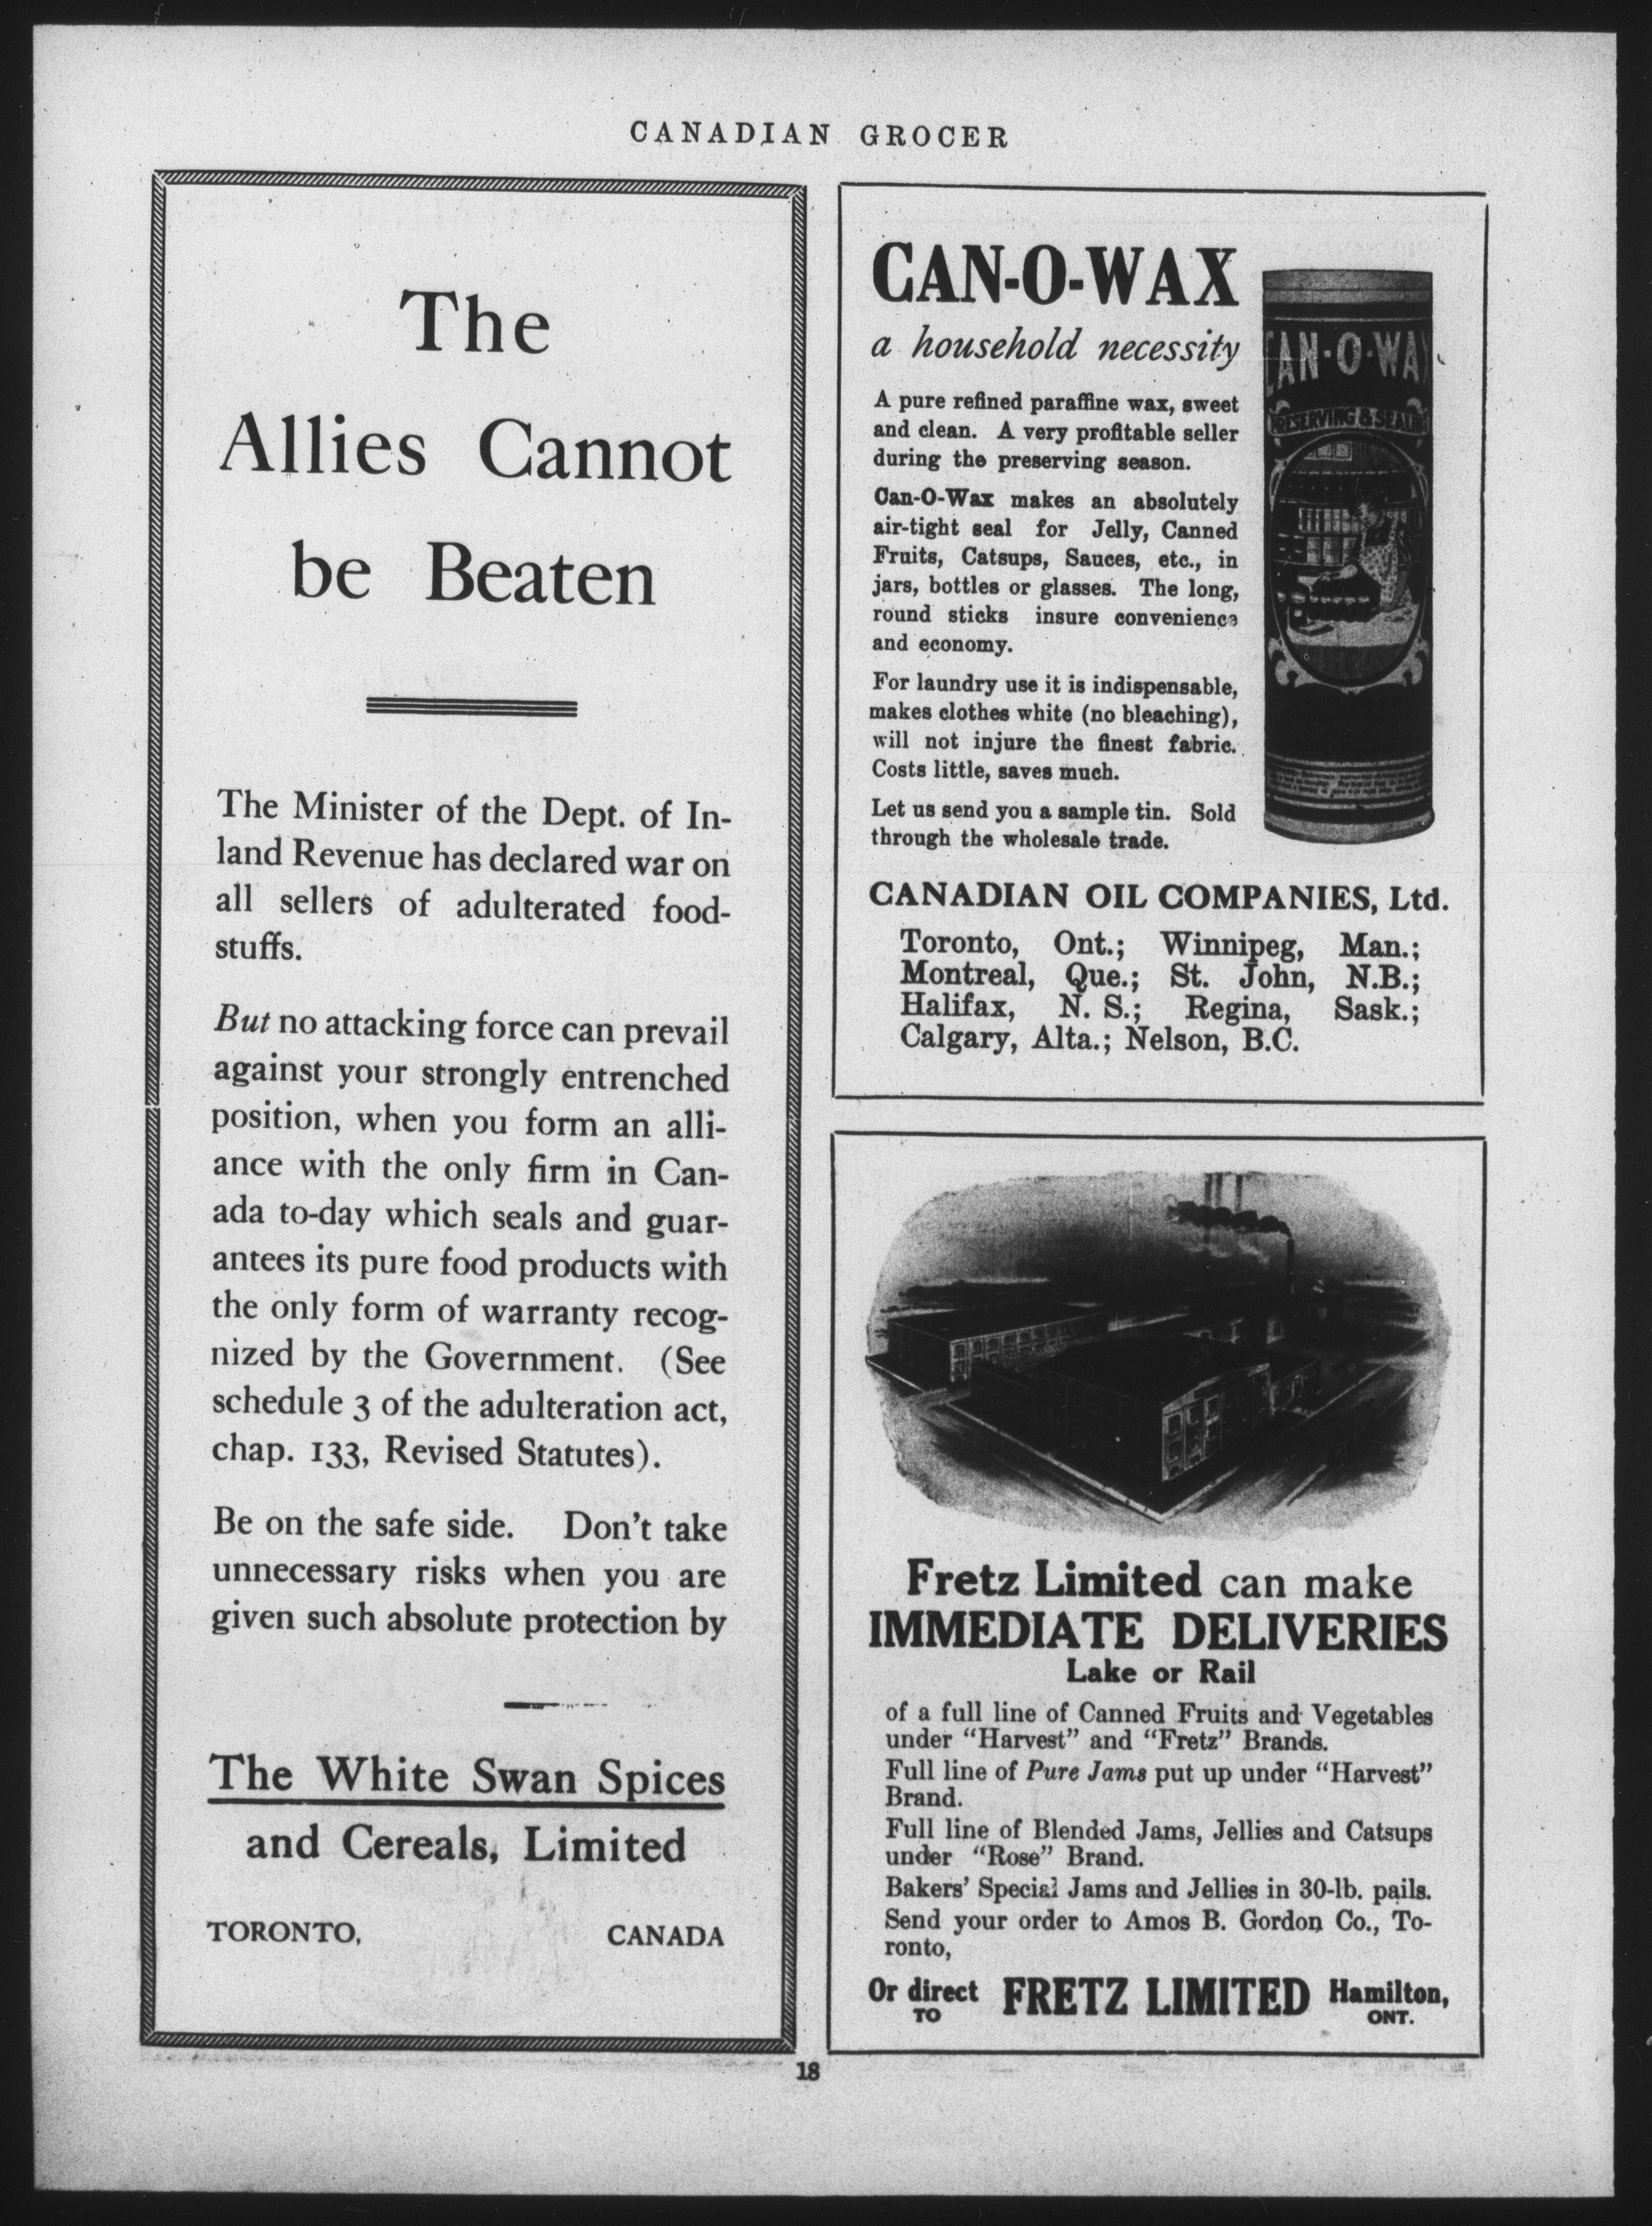 CANADIAN GROCER
The
Allies Cannot
be Beaten
The Minister of the Dept. of In-
land Revenue has declared war on
all sellers of adulterated food-
stuffs.
But no attacking force can prevail
against your strongly entrenched
position, when you form an alli-
ance with the only firm in Can-
ada to-day which seals and guar-
antees its pure food products with
the only form of warranty recog-
nized by the Government. (See
schedule 3 of the adulteration act,
chap. 133, Revised Statutes).
Be on the safe side. Don't take
unnecessary risks when you are
given such absolute protection by
The White Swan Spices
and Cereals, Limited
TORONTO, CANADA
CAN-O-WAX
a household necessity
A pure refined paraffine wax, sweet
and clean. A very profitable seller
during the preserving season.
Can-O-Wax makes an absolutely
air-tight seal for Jelly, Canned
Fruits, Catsups, Sauces, etc., in
jars, bottles or glasses. The long,
round sticks insure convenience
and economy.
For laundry use it is indispensable,
makes clothes white (no bleaching),
will not injure the finest fabric.
Costs little, saves much.
Let us send you a sample tin. Sold
through the wholesale trade.
CAN-O-WAX
PRESERVING & SEALING
CANADIAN OIL COMPANIES, Ltd.
Toronto, Ont.; Winnipeg, Man.;
Montreal, Que.; St. John, N.B.;
Halifax, N. S.; Regina, Sask.;
Calgary, Alta.; Nelson, B.C.
Fretz Limited can make
IMMEDIATE DELIVERIES
Lake or Rail
of a full line of Canned Fruits and Vegetables
under "Harvest" and "Fretz" Brands.
Full line of Pure Jams put up under "Harvest"
Brand.
Full line of Blended Jams, Jellies and Catsups
under "Rose" Brand.
Bakers' Special Jams and Jellies in 30-lb. pails.
Send your order to Amos B. Gordon Co., To-
ronto,
Or direct TO FRETZ LIMITED Hamilton, ONT.
18